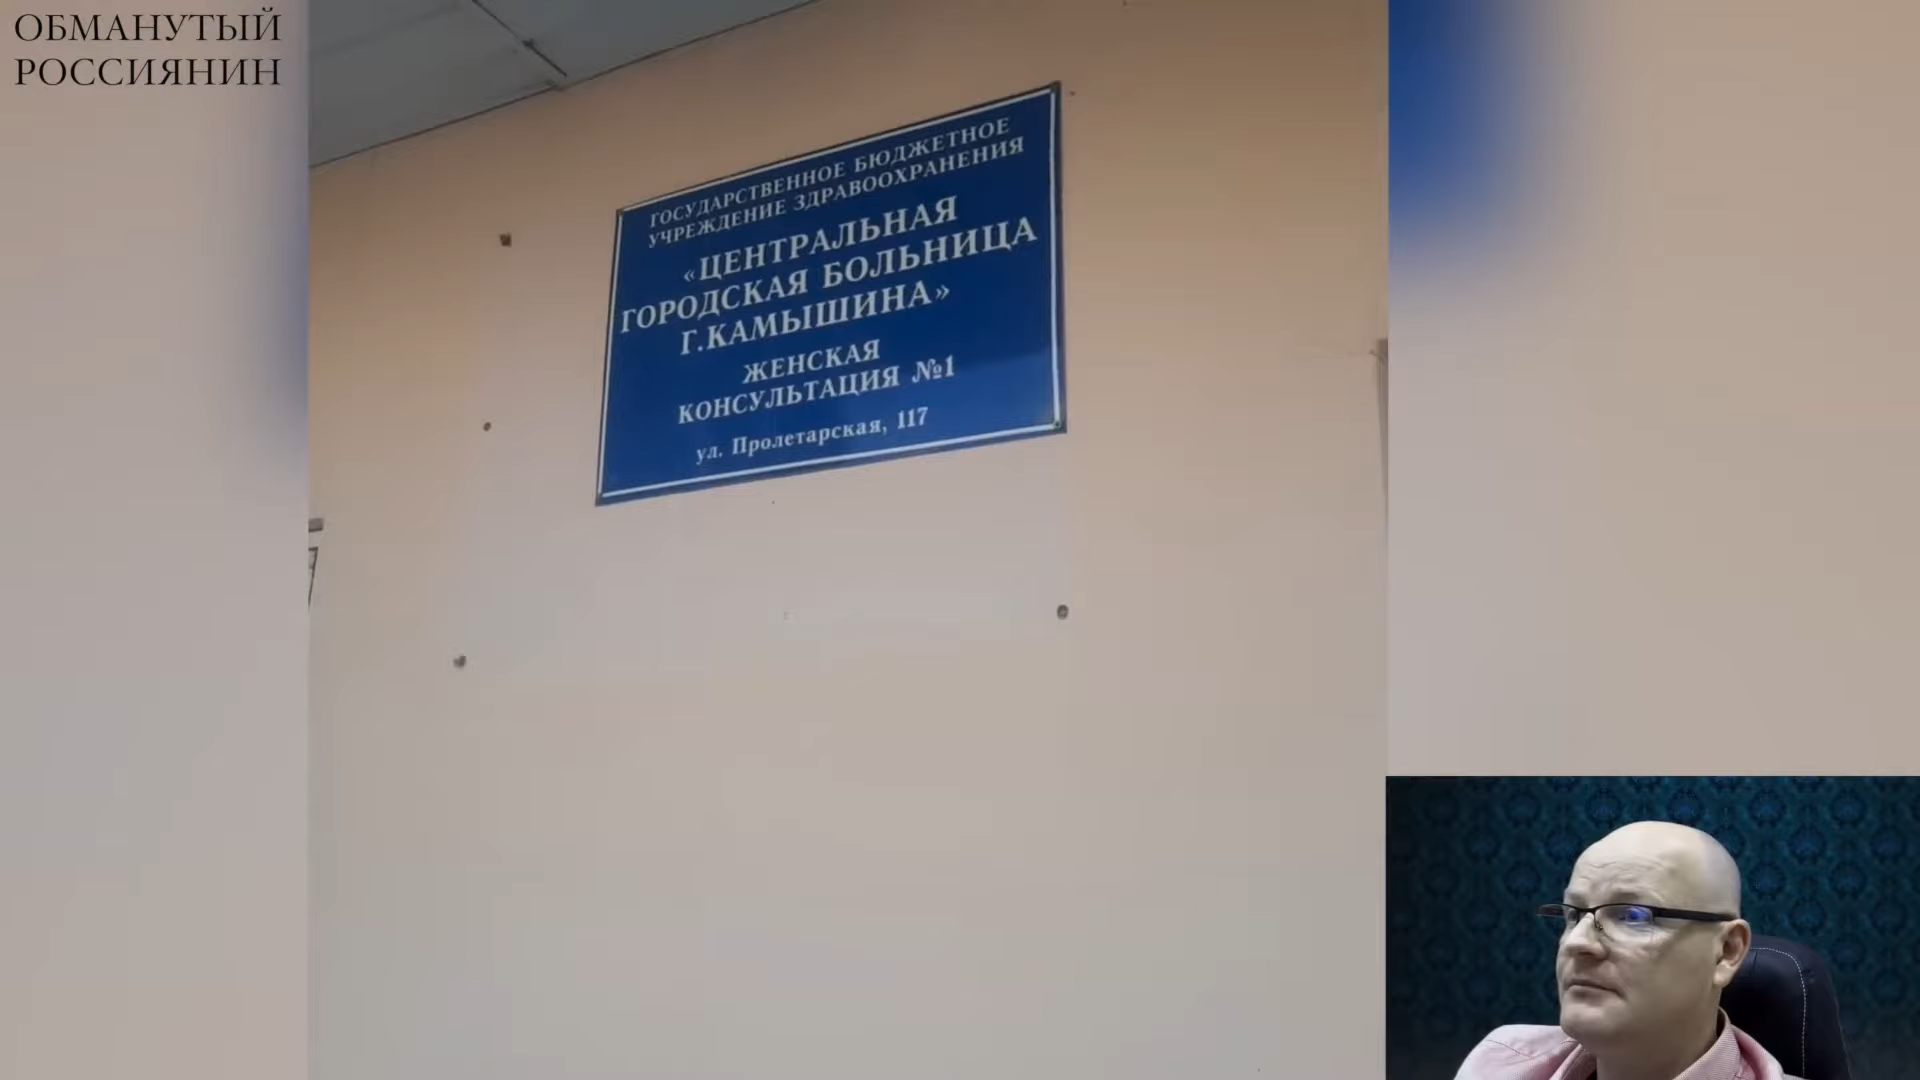 ОБМАНУТЫЙ
РОССИЯНИН
ГОСУДАРСТВЕННОЕ БЮДЖЕТНОЕ
УЧРЕЖДЕНИЕ ЗДРАВООХРАНЕНИЯ
«ЦЕНТРАЛЬНАЯ
ГОРОДСКАЯ БОЛЬНИЦА
Г.КАМЫШИНА»
ЖЕНСКАЯ
КОНСУЛЬТАЦИЯ №1
ул. Пролетарская, 117